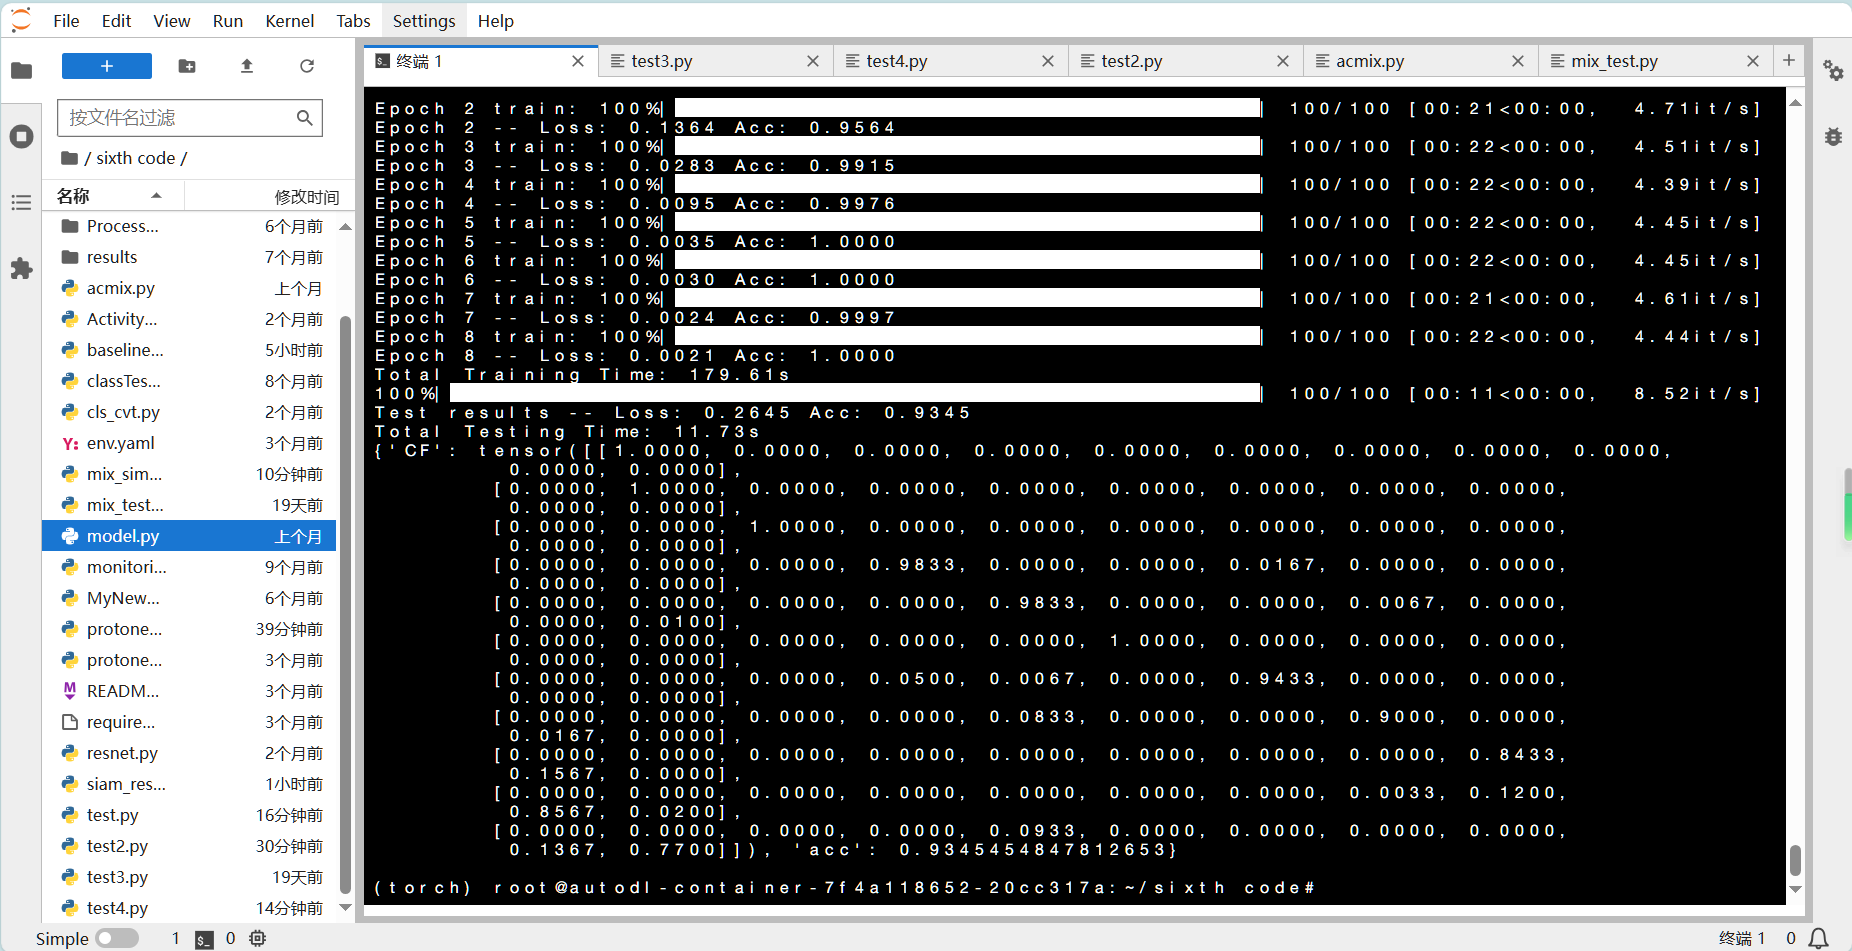 File Edit View Run Kernel Tabs Settings Help
+
按文件名过滤
/ sixth code /
名称 修改时间
Process... 6个月前
results 7个月前
acmix.py 上个月
Activity... 2个月前
baseline... 5小时前
classTes... 8个月前
cls_cvt.py 2个月前
Y: env.yaml 3个月前
mix_sim... 10分钟前
mix_test... 19天前
model.py 上个月
monitori... 9个月前
MyNew... 6个月前
protone... 39分钟前
protone... 3个月前
M READM... 3个月前
require... 3个月前
resnet.py 2个月前
siam_res... 1小时前
test.py 16分钟前
test2.py 30分钟前
test3.py 19天前
test4.py 14分钟前
终端 1 test3.py test4.py test2.py acmix.py mix_test.py +
Epoch 2 train: 100%| | 100/100 [00:21<00:00, 4.71it/s]
Epoch 2 -- Loss: 0.1364 Acc: 0.9564
Epoch 3 train: 100%| | 100/100 [00:22<00:00, 4.51it/s]
Epoch 3 -- Loss: 0.0283 Acc: 0.9915
Epoch 4 train: 100%| | 100/100 [00:22<00:00, 4.39it/s]
Epoch 4 -- Loss: 0.0095 Acc: 0.9976
Epoch 5 train: 100%| | 100/100 [00:22<00:00, 4.45it/s]
Epoch 5 -- Loss: 0.0035 Acc: 1.0000
Epoch 6 train: 100%| | 100/100 [00:22<00:00, 4.45it/s]
Epoch 6 -- Loss: 0.0030 Acc: 1.0000
Epoch 7 train: 100%| | 100/100 [00:21<00:00, 4.61it/s]
Epoch 7 -- Loss: 0.0024 Acc: 0.9997
Epoch 8 train: 100%| | 100/100 [00:22<00:00, 4.44it/s]
Epoch 8 -- Loss: 0.0021 Acc: 1.0000
Total Training Time: 179.61s
100%| | 100/100 [00:11<00:00, 8.52it/s]
Test results -- Loss: 0.2645 Acc: 0.9345
Total Testing Time: 11.73s
{'CF': tensor([[1.0000, 0.0000, 0.0000, 0.0000, 0.0000, 0.0000, 0.0000, 0.0000, 0.0000,
0.0000, 0.0000],
[0.0000, 1.0000, 0.0000, 0.0000, 0.0000, 0.0000, 0.0000, 0.0000, 0.0000,
0.0000, 0.0000],
[0.0000, 0.0000, 1.0000, 0.0000, 0.0000, 0.0000, 0.0000, 0.0000, 0.0000,
0.0000, 0.0000],
[0.0000, 0.0000, 0.0000, 0.9833, 0.0000, 0.0000, 0.0167, 0.0000, 0.0000,
0.0000, 0.0000],
[0.0000, 0.0000, 0.0000, 0.0000, 0.9833, 0.0000, 0.0000, 0.0067, 0.0000,
0.0000, 0.0100],
[0.0000, 0.0000, 0.0000, 0.0000, 0.0000, 1.0000, 0.0000, 0.0000, 0.0000,
0.0000, 0.0000],
[0.0000, 0.0000, 0.0000, 0.0500, 0.0067, 0.0000, 0.9433, 0.0000, 0.0000,
0.0000, 0.0000],
[0.0000, 0.0000, 0.0000, 0.0000, 0.0833, 0.0000, 0.0000, 0.9000, 0.0000,
0.0167, 0.0000],
[0.0000, 0.0000, 0.0000, 0.0000, 0.0000, 0.0000, 0.0000, 0.0000, 0.8433,
0.1567, 0.0000],
[0.0000, 0.0000, 0.0000, 0.0000, 0.0000, 0.0000, 0.0000, 0.0033, 0.1200,
0.8567, 0.0200],
[0.0000, 0.0000, 0.0000, 0.0000, 0.0933, 0.0000, 0.0000, 0.0000, 0.0000,
0.1367, 0.7700]]), 'acc': 0.9345454847812653}
(torch) root@autodl-container-7f4a118652-20cc317a:~/sixth code#
Simple 1 $_ 0 终端 1 0